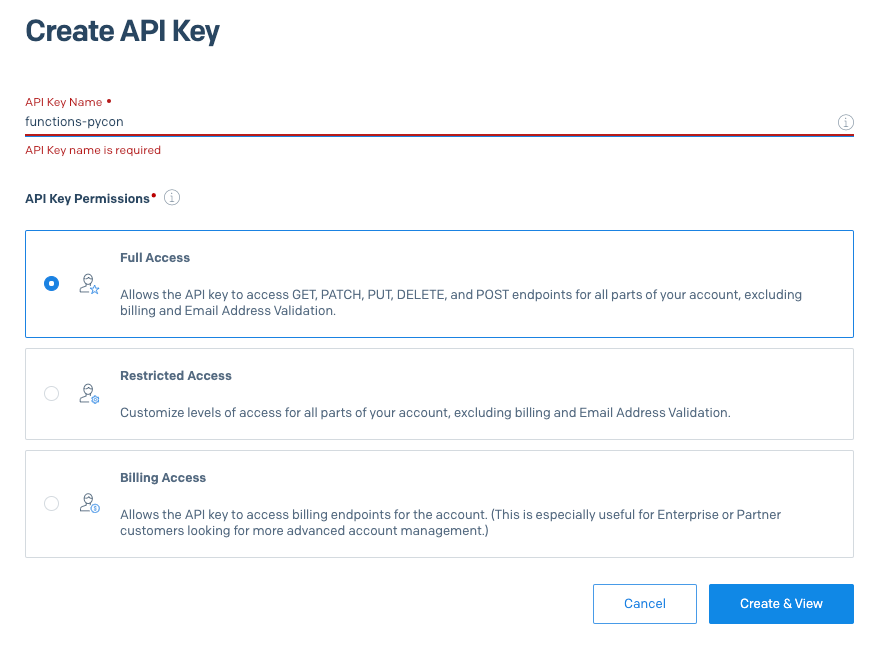 Create API Key
API Key Name •
functions-pycon
API Key name is required
API Key Permissions•
Full Access
Allows the API key to access GET, PATCH, PUT, DELETE, and POST endpoints for all parts of your account, excluding
billing and Email Address Validation.
Restricted Access
Customize levels of access for all parts of your account, excluding billing and Email Address Validation.
Billing Access
Allows the API key to access billing endpoints for the account. (This is especially useful for Enterprise or Partner
customers looking for more advanced account management.)
Cancel
Create & View